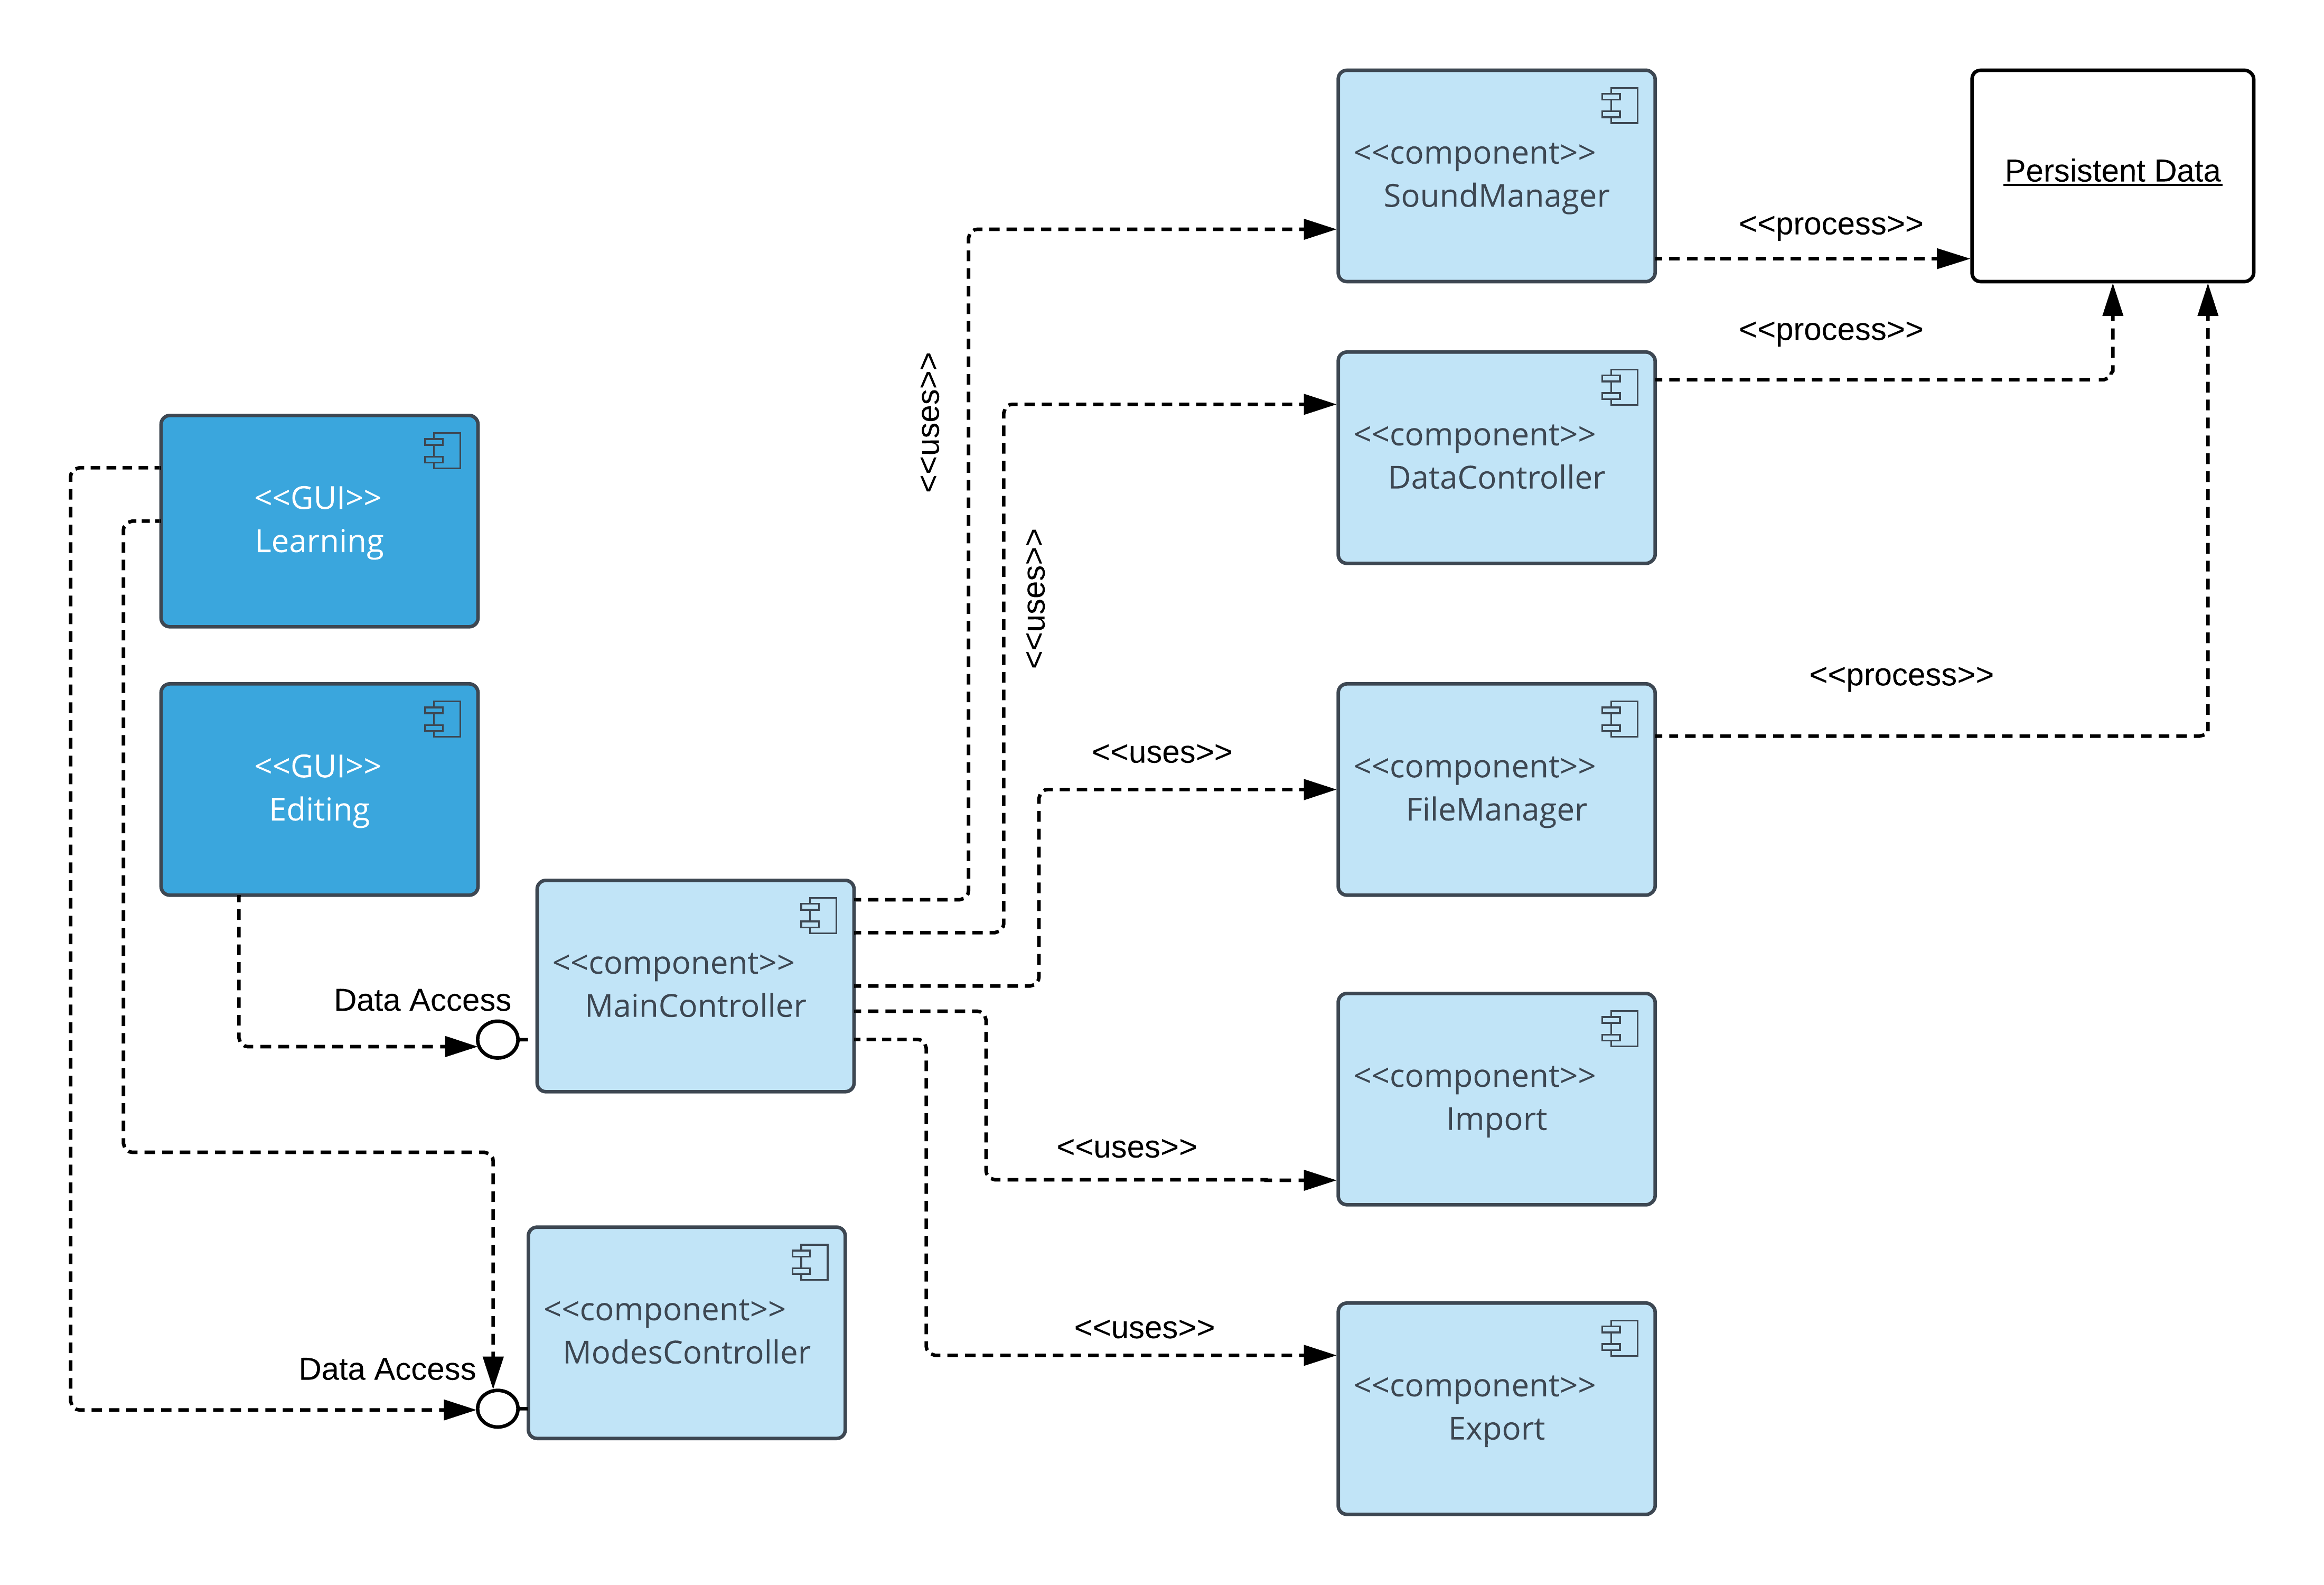 <<component>>
SoundManager
Persistent Data
<<process>>
<<process>>
<<uses>>
<<component>>
DataController
<<GUI>>
Learning
<<uses>>
<<process>>
<<GUI>>
Editing
<<uses>>
<<component>>
FileManager
<<component>>
MainController
Data Access
<<component>>
Import
<<uses>>
<<component>>
ModesController
<<uses>>
Data Access
<<component>>
Export